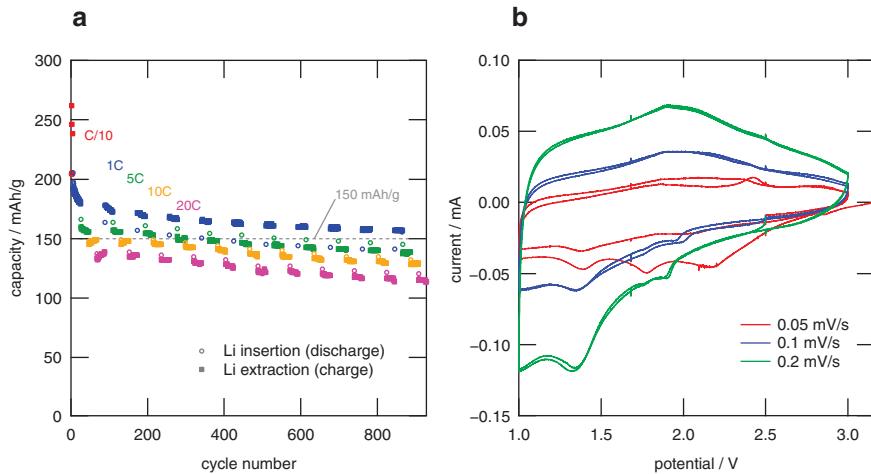 a
300
250
200
150
100
50
0
capacity / mAh/g
C/10
1C
5C
10C
20C
150 mAh/g
Li insertion (discharge)
Li extraction (charge)
0
200
400
600
800
cycle number
b
0.10
0.05
0.00
−0.05
−0.10
−0.15
current / mA
0.05 mV/s
0.1 mV/s
0.2 mV/s
1.0
1.5
2.0
2.5
3.0
potential / V